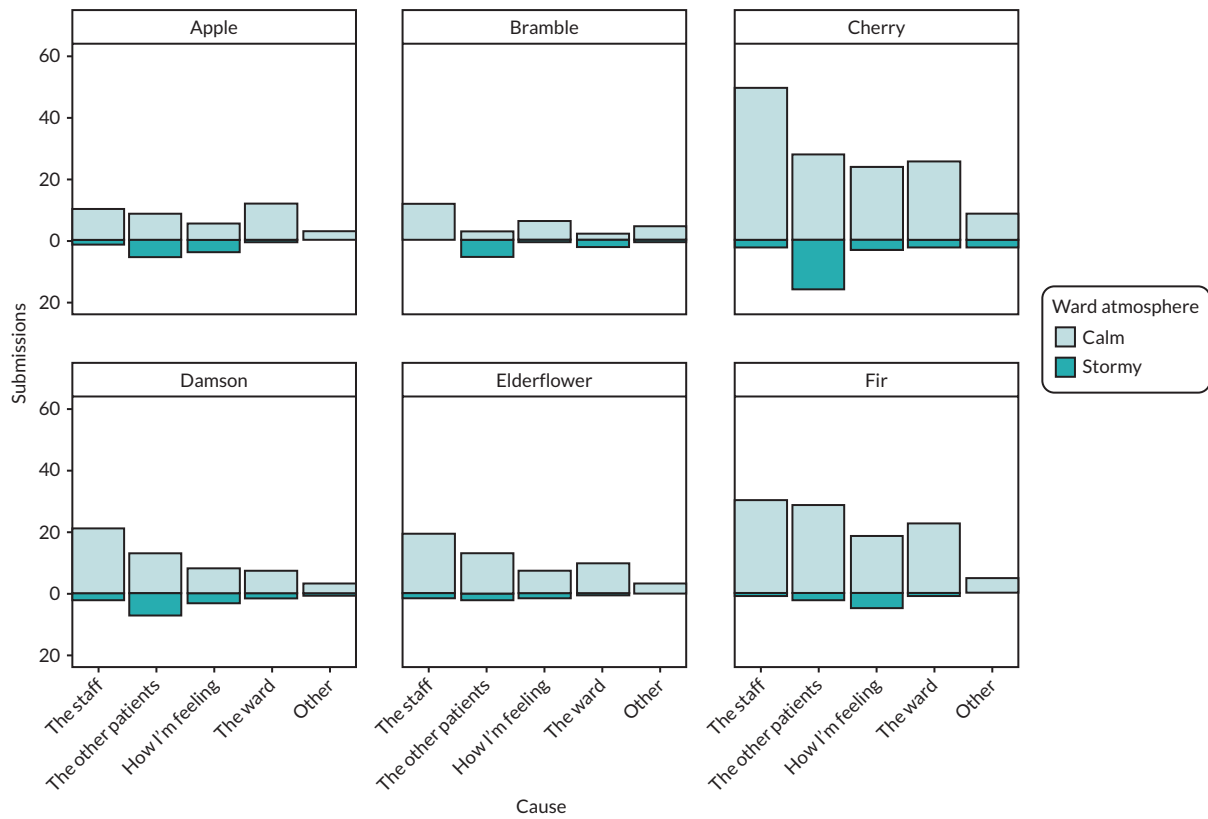 Apple
Bramble
Cherry
60
40
20
0
20
Submissions
Damson
Elderflower
Fir
60
40
20
0
20
The staff
The other patients
How I'm feeling
The ward
Other
The staff
The other patients
How I'm feeling
The ward
Other
The staff
The other patients
How I'm feeling
The ward
Other
Cause
Ward atmosphere
Calm
Stormy